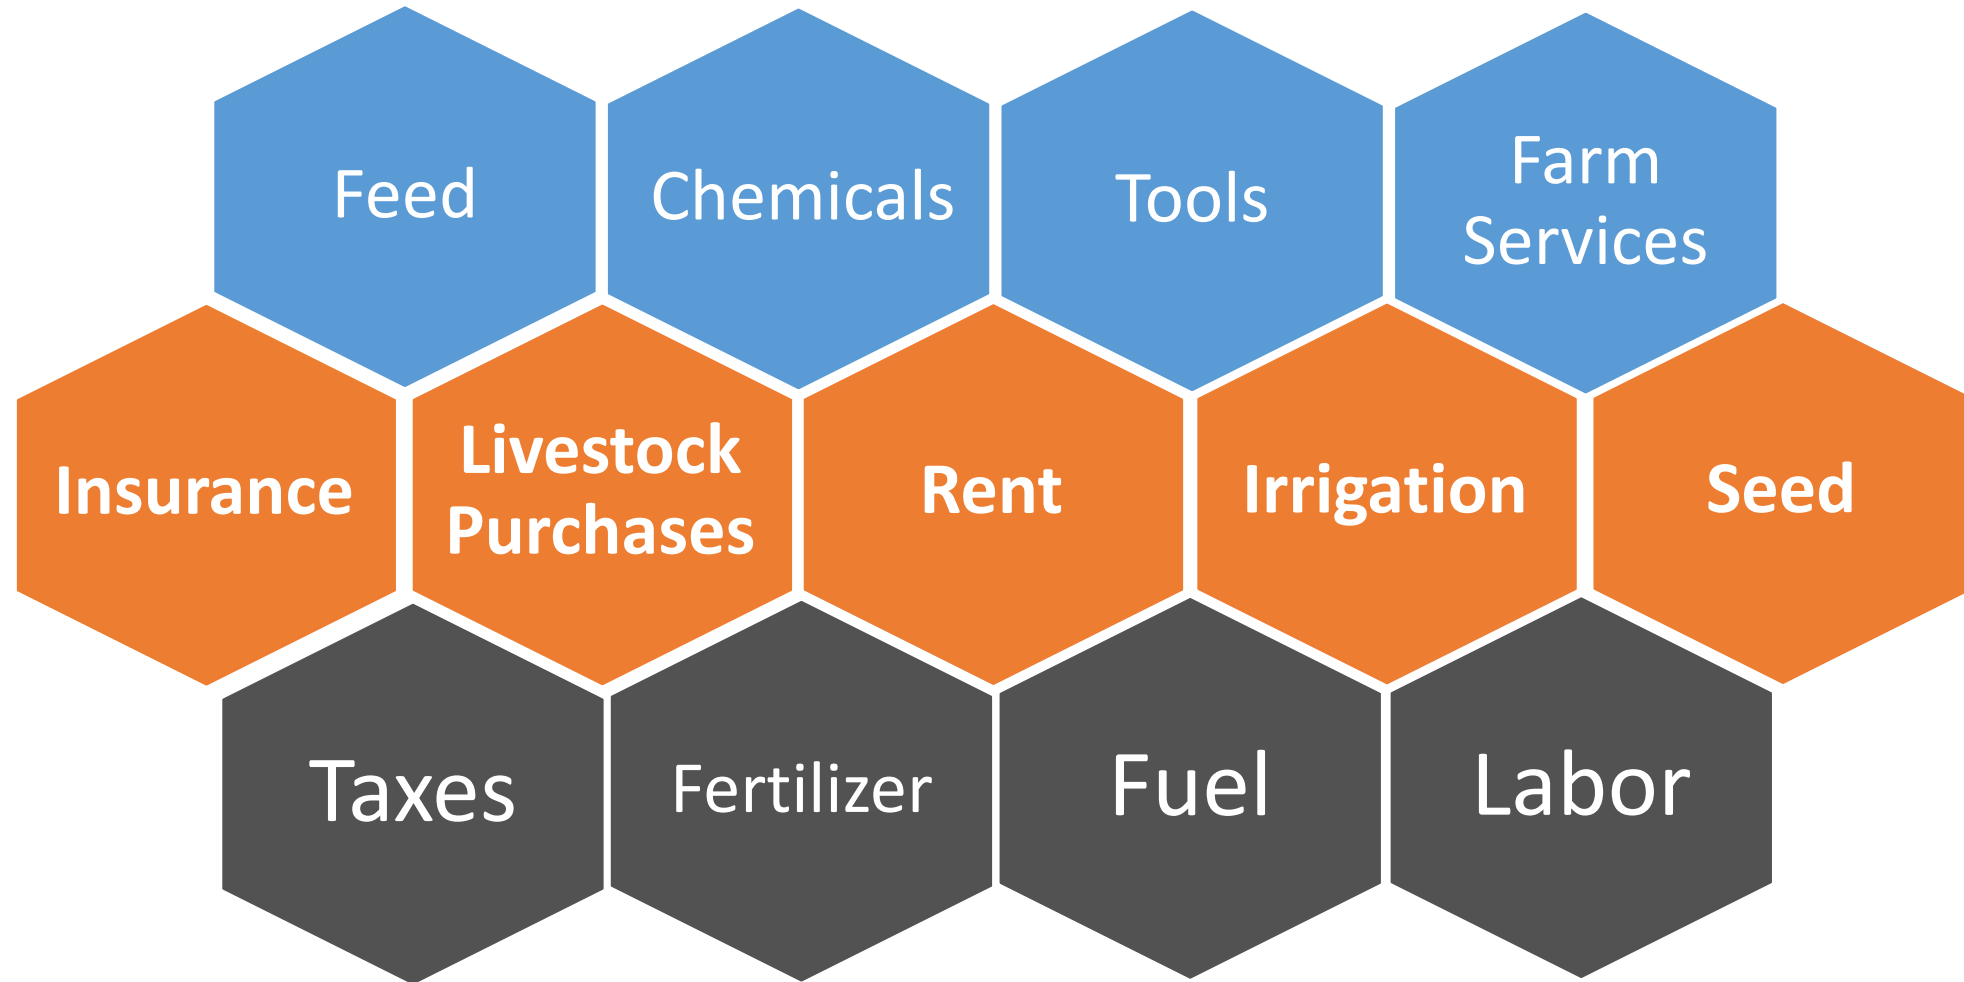 Feed
Chemicals
Tools
Farm
Services
Insurance
Livestock
Purchases
Rent
Irrigation
Seed
Taxes
Fertilizer
Fuel
Labor